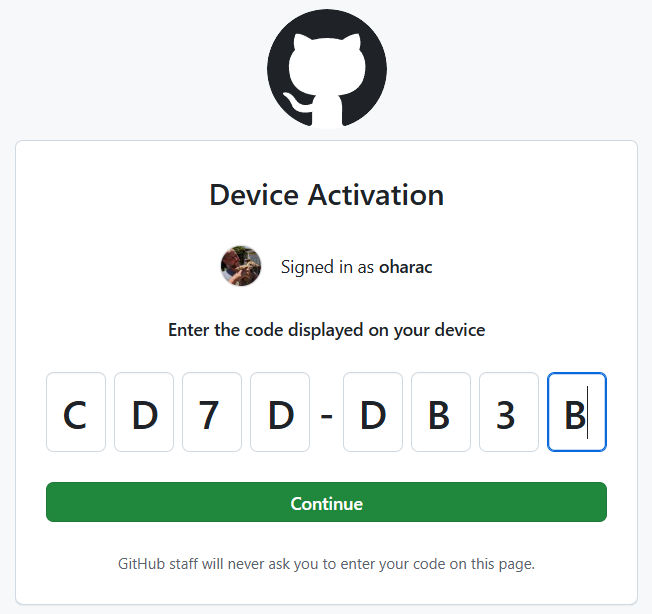 Device Activation
Signed in as oharac
Enter the code displayed on your device
C D 7 D - D B 3 B
Continue
GitHub staff will never ask you to enter your code on this page.